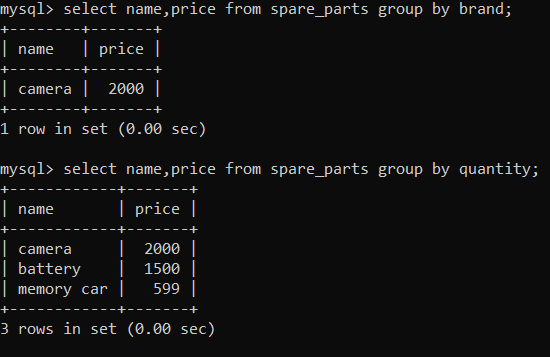 mysql> select name,price from spare_parts group by brand;
+--------+-------+
| name   | price |
+--------+-------+
| camera |  2000 |
+--------+-------+
1 row in set (0.00 sec)
mysql> select name,price from spare_parts group by quantity;
+------------+-------+
| name       | price |
+------------+-------+
| camera     |  2000 |
| battery    |  1500 |
| memory car |   599 |
+------------+-------+
3 rows in set (0.00 sec)